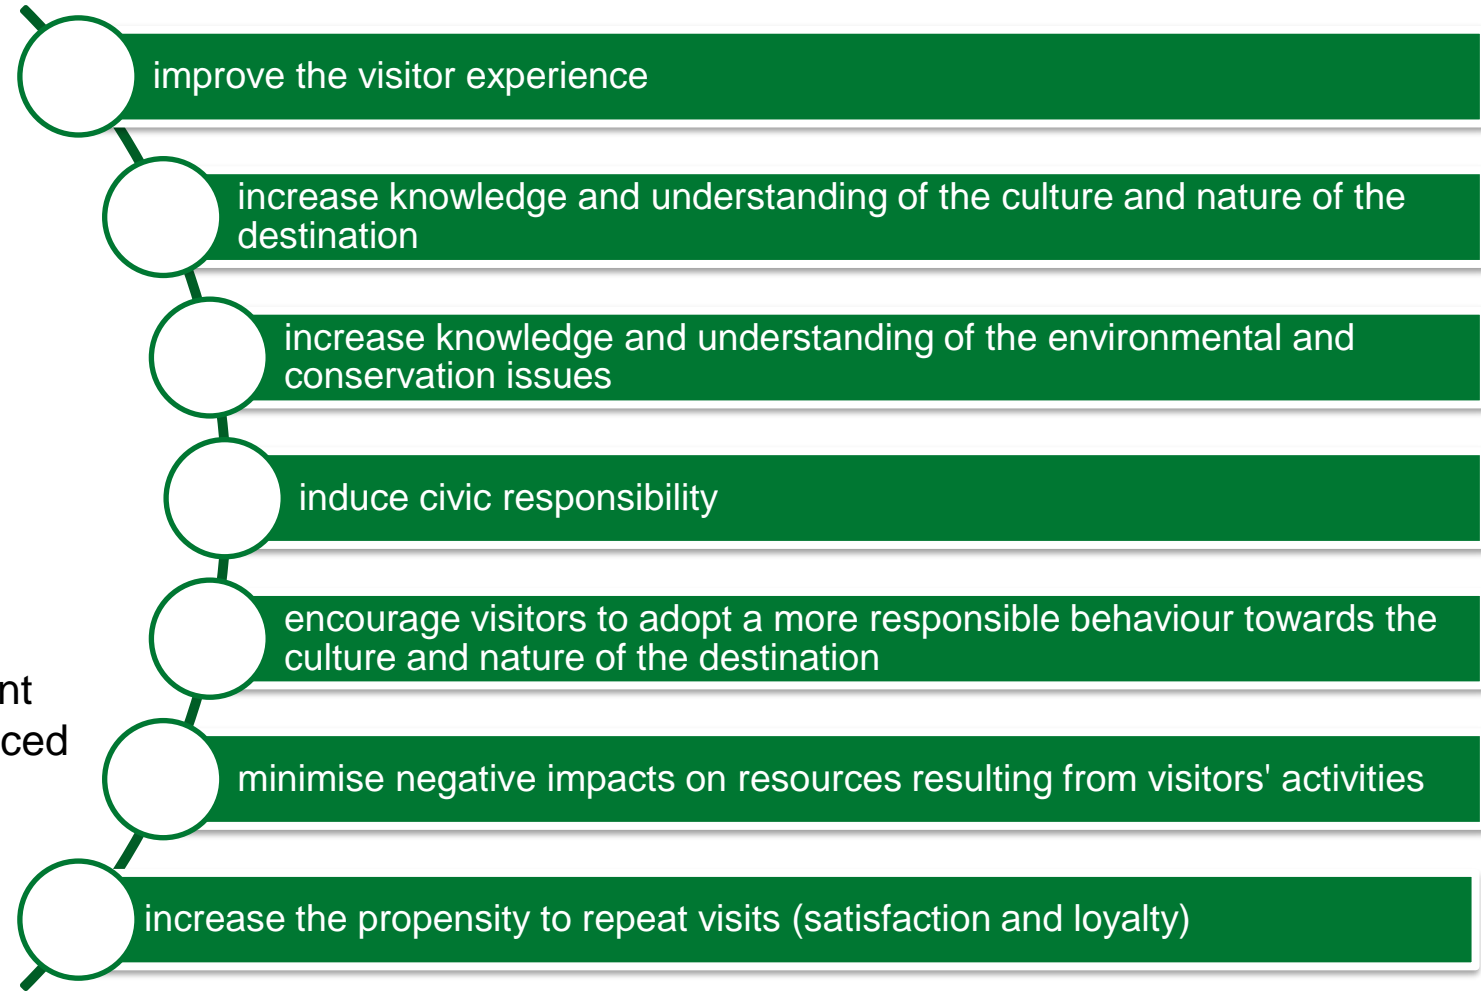 improve the visitor experience
increase knowledge and understanding of the culture and nature of the
destination
increase knowledge and understanding of the environmental and
conservation issues
induce civic responsibility
encourage visitors to adopt a more responsible behaviour towards the
culture and nature of the destination
nt
ced
minimise negative impacts on resources resulting from visitors' activities
increase the propensity to repeat visits (satisfaction and loyalty)